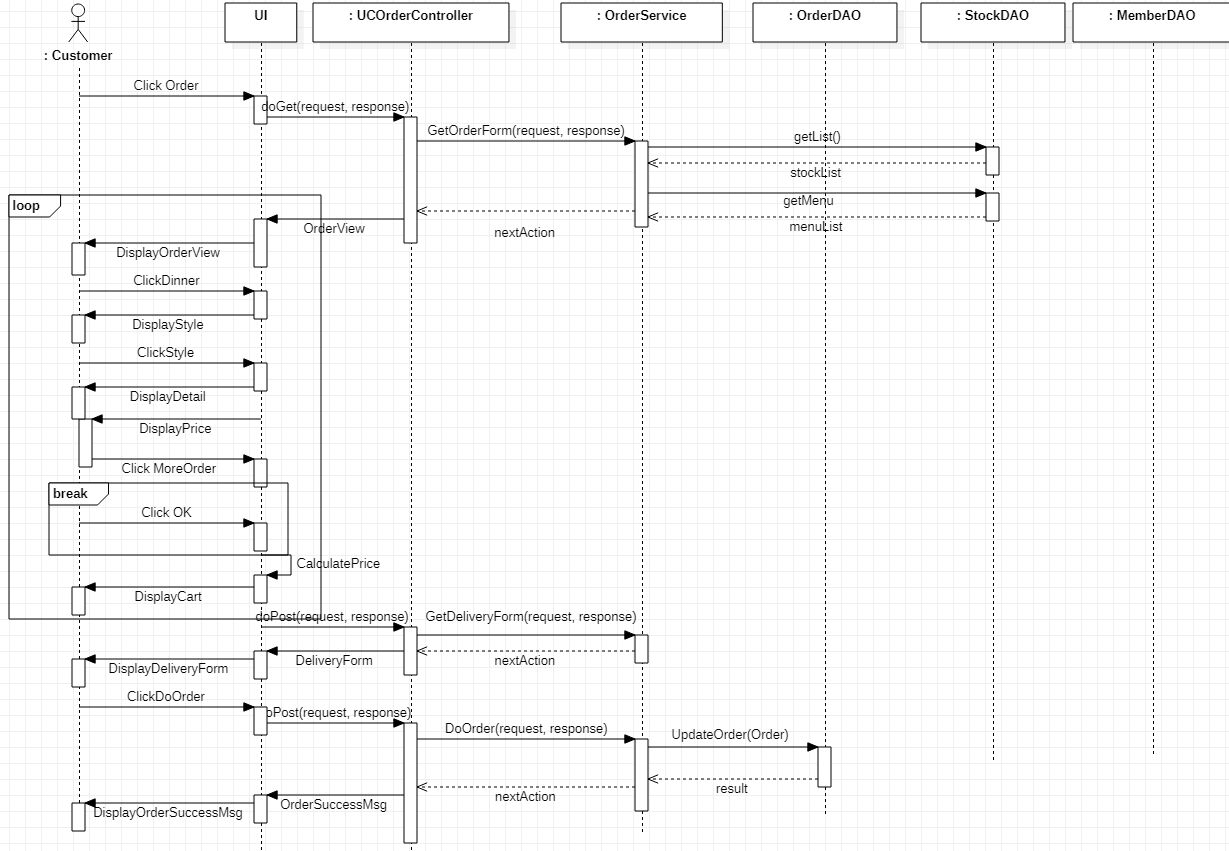 UI
: UCOrderController
: OrderService
: OrderDAO
: StockDAO
: MemberDAO
: Customer
Click Order
doGet(request, response)
GetOrderForm(request, response)
getList()
stockList
getMenu
menuList
loop
OrderView
nextAction
DisplayOrderView
ClickDinner
DisplayStyle
ClickStyle
DisplayDetail
DisplayPrice
Click MoreOrder
break
Click OK
CalculatePrice
DisplayCart
doPost(request, response)
GetDeliveryForm(request, response)
DeliveryForm
nextAction
DisplayDeliveryForm
ClickDoOrder
oPost(request, response)
DoOrder(request, response)
UpdateOrder(Order)
result
nextAction
OrderSuccessMsg
DisplayOrderSuccessMsg